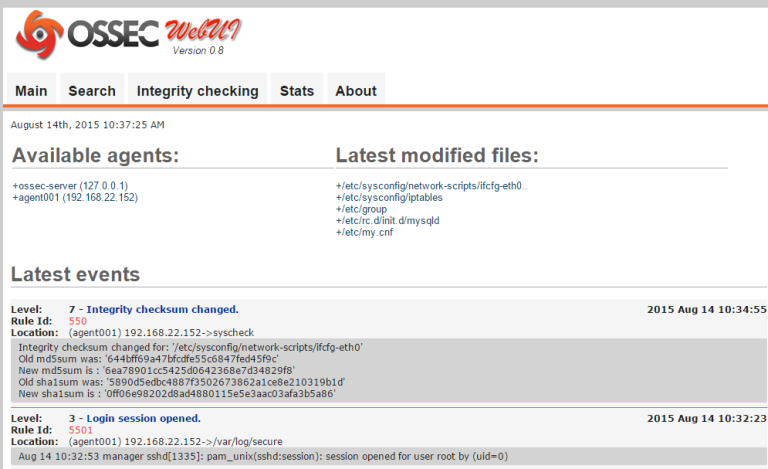 OSSEC WebUI
Version 0.8
Main Search Integrity checking Stats About
August 14th, 2015 10:37:25 AM
Available agents:
+ossec-server (127.0.0.1)
+agent001 (192.168.22.152)
Latest modified files:
+/etc/sysconfig/network-scripts/ifcfg-eth0..
+/etc/sysconfig/iptables
+/etc/group
+/etc/rc.d/init.d/mysqld
+/etc/my.cnf
Latest events
Level: 7 - Integrity checksum changed. 2015 Aug 14 10:34:55
Rule Id: 550
Location: (agent001) 192.168.22.152->syscheck
Integrity checksum changed for: '/etc/sysconfig/network-scripts/ifcfg-eth0'
Old md5sum was: '644bff69a47bfcdfe55c6847fed45f9c'
New md5sum is : '6ea78901cc5425d0642368e7d34829f8'
Old sha1sum was: '5890d5edbc4887f3502673862a1ce8e210319b1d'
New sha1sum is : '0ff06e98202d8ad4880115e5e3aac03afa3b5a86'
Level: 3 - Login session opened. 2015 Aug 14 10:32:23
Rule Id: 5501
Location: (agent001) 192.168.22.152->/var/log/secure
Aug 14 10:32:53 manager sshd[1335]: pam_unix(sshd:session): session opened for user root by (uid=0)